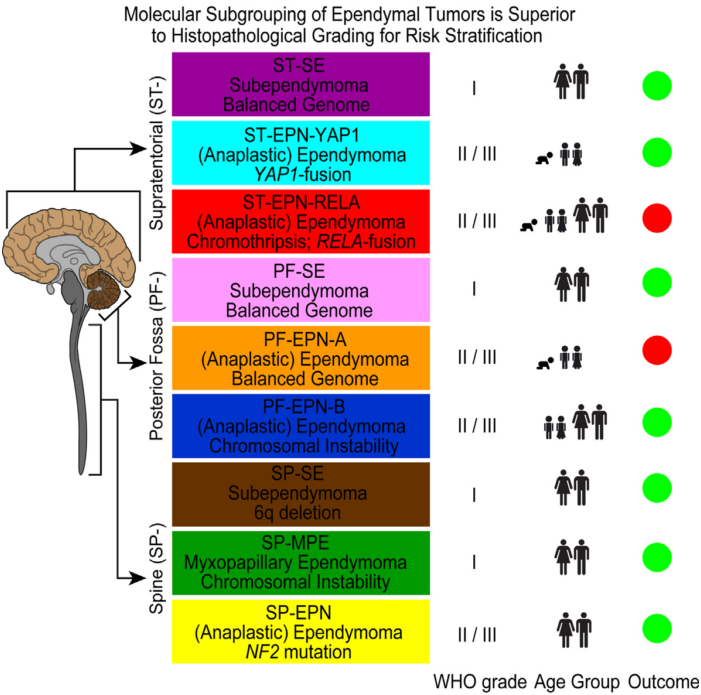 Molecular Subgrouping of Ependymal Tumors is Superior
to Histopathological Grading for Risk Stratification
Supratentorial (ST-)
ST-SE
Subependymoma
Balanced Genome
I
ST-EPN-YAP1
(Anaplastic) Ependymoma
YAP1-fusion
II / III
ST-EPN-RELA
(Anaplastic) Ependymoma
Chromothripsis; RELA-fusion
II / III
Posterior Fossa (PF-)
PF-SE
Subependymoma
Balanced Genome
I
PF-EPN-A
(Anaplastic) Ependymoma
Balanced Genome
II / III
PF-EPN-B
(Anaplastic) Ependymoma
Chromosomal Instability
II / III
Spine (SP-)
SP-SE
Subependymoma
6q deletion
I
SP-MPE
Myxopapillary Ependymoma
Chromosomal Instability
I
SP-EPN
(Anaplastic) Ependymoma
NF2 mutation
II / III
WHO grade Age Group Outcome